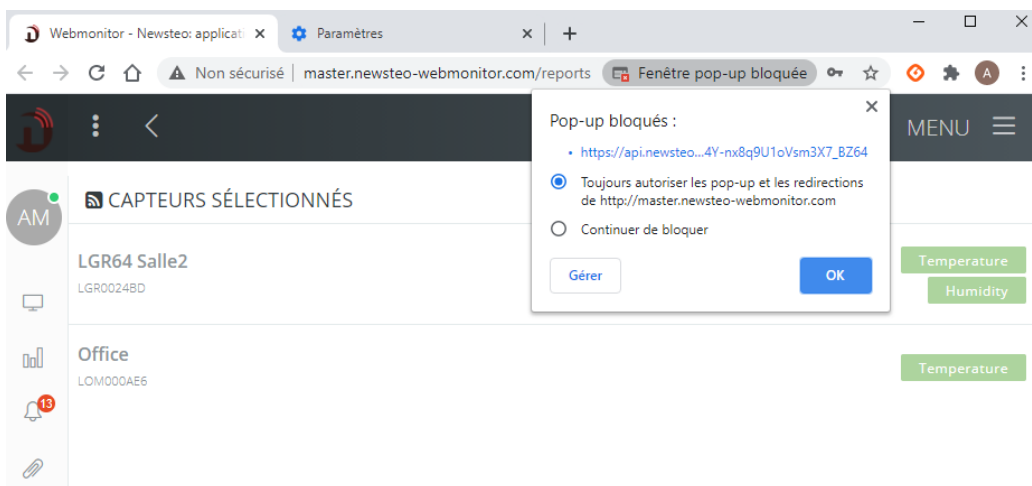 Webmonitor - Newsteo: applicati
Paramètres
Non sécurisé
master.newsteo-webmonitor.com/reports
Fenêtre pop-up bloquée
A
MENU
Pop-up bloqués :
https://api.newsteo...4Y-nx8q9U1oVsm3X7_BZ64
Toujours autoriser les pop-up et les redirections
de http://master.newsteo-webmonitor.com
Continuer de bloquer
Gérer
OK
AM
CAPTEURS SÉLECTIONNÉS
LGR64 Salle2
LGR0024BD
Temperature
Humidity
Office
LOM000AE6
Temperature
13